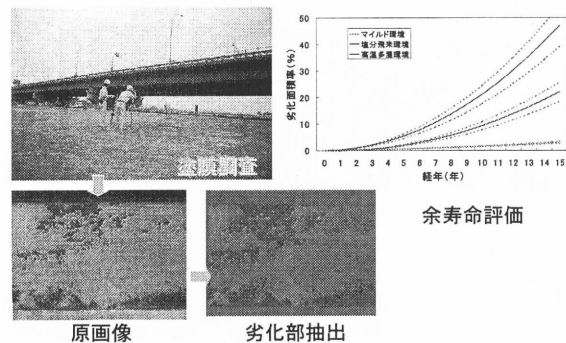 塗膜調査
劣化面積率(%)
50
40
30
20
10
0
マイルド環境
塩分飛来環境
高温多湿環境
0 1 2 3 4 5 6 7 8 9 10 11 12 13 14 15
経年(年)
余寿命評価
原画像
劣化部抽出